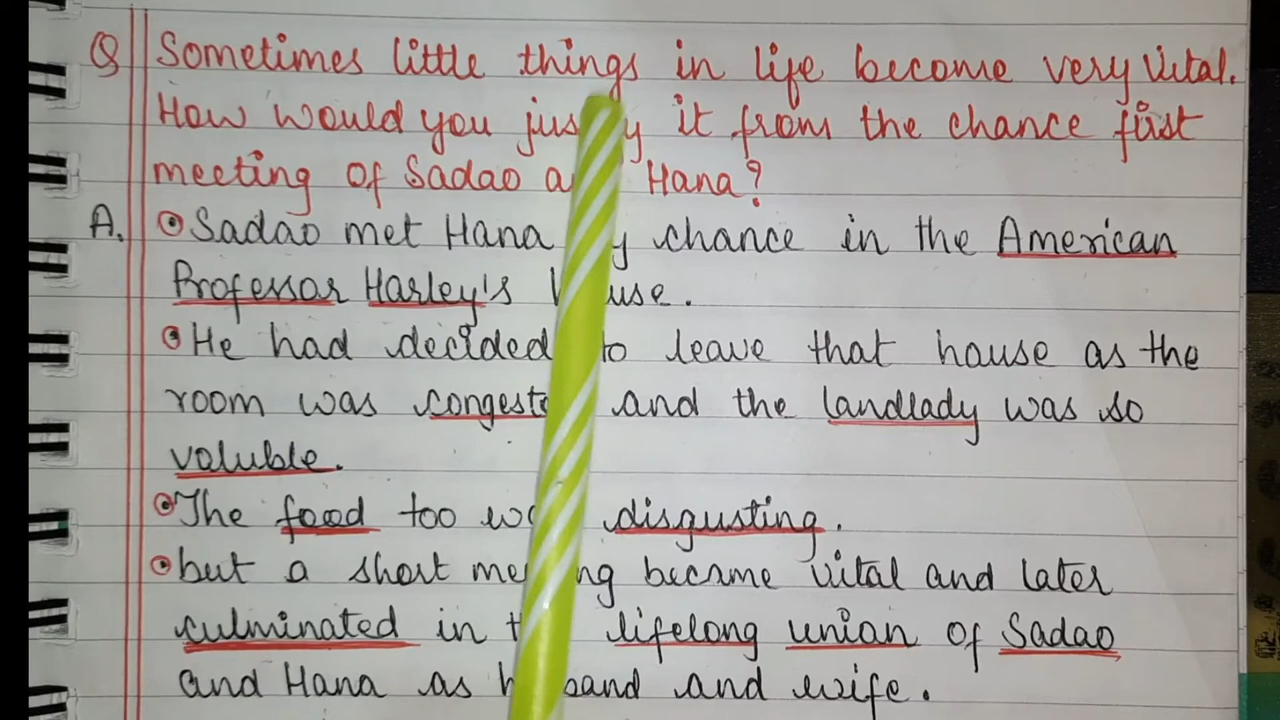 Q Sometimes little things in life become very vital.
How would you jus y it from the chance first
meeting of Sadao a Hana?
A. Sadao met Hana y chance in the American
Professor Harley's use.
He had decided to leave that house as the
room was congeste and the landlady was so
voluble.
The food too w disgusting.
but a short me ng became vital and later
culminated in t lifelong union of Sadao
and Hana as h band and wife.